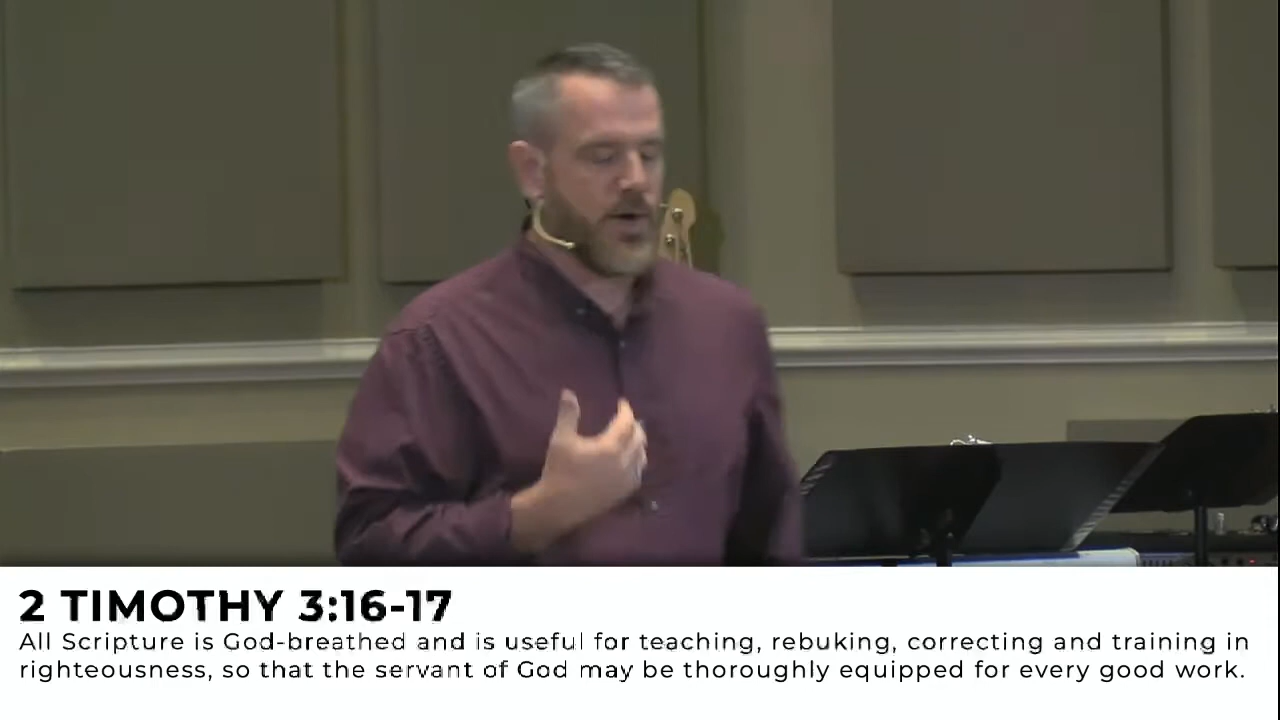 2 TIMOTHY 3:16-17
All Scripture is God-breathed and is useful for teaching, rebuking, correcting and training in
righteousness, so that the servant of God may be thoroughly equipped for every good work.